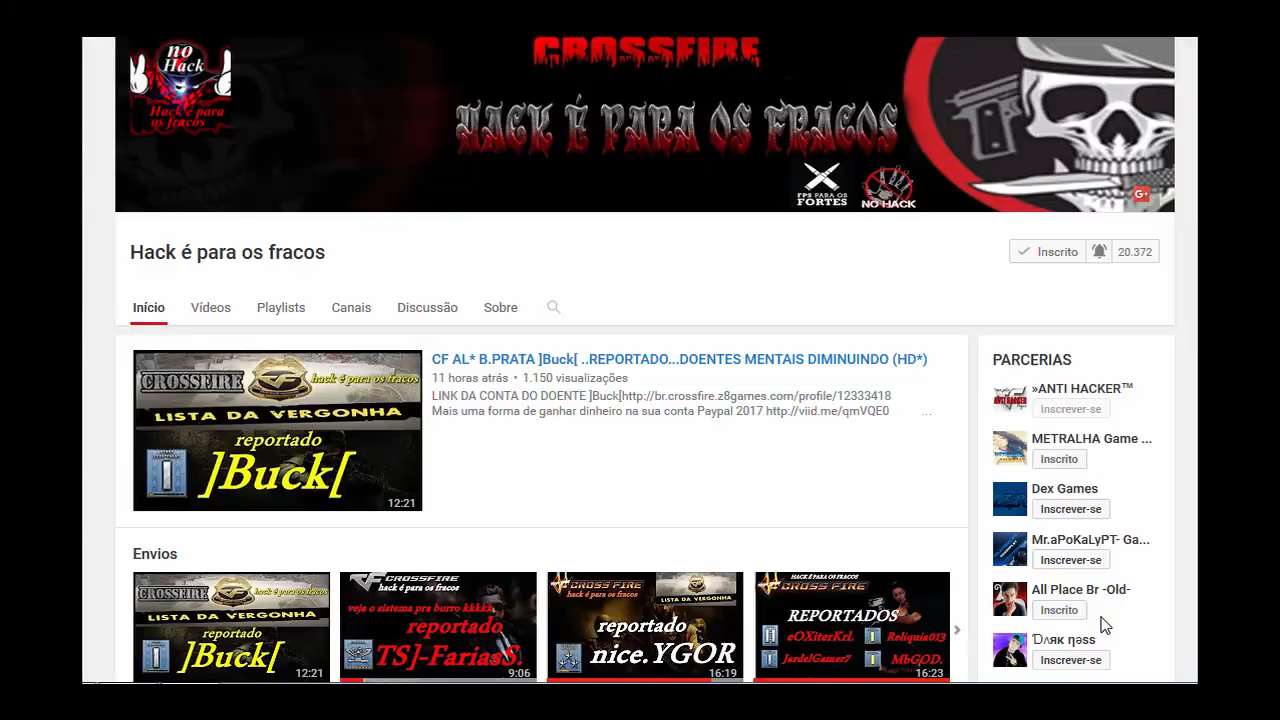 no
Hack
Hack é para
os fracos
CROSSFIRE
HACK É PARA OS FRACOS
FPS PARA OS
FORTES
NO HACK
G+
Hack é para os fracos
Inscrito
20.372
Início
Vídeos
Playlists
Canais
Discussão
Sobre
CROSSFIRE
CF
hack é para os fracos
LISTA DA VERGONHA
reportado
]Buck[
12:21
CF AL* B.PRATA ]Buck[ ..REPORTADO...DOENTES MENTAIS DIMINUINDO (HD*)
11 horas atrás • 1.150 visualizações
LINK DA CONTA DO DOENTE ]Buck[http://br.crossfire.z8games.com/profile/12333418
Mais uma forma de ganhar dinheiro na sua conta Paypal 2017 http://viid.me/qmVQE0 ...
PARCERIAS
»ANTI HACKER™
Inscrever-se
METRALHA Game ...
Inscrito
Dex Games
Inscrever-se
Mr.aPoKaLyPT- Ga...
Inscrever-se
All Place Br -Old-
Inscrito
Ɗʌяк ηəss
Inscrever-se
Envios
CROSSFIRE
hack é para os fracos
LISTA DA VERGONHA
reportado
]Buck[
12:21
CROSSFIRE
hack é para os fracos
veja o sistema pra burro kkkkk
reportado
TS]-FariasS.
9:06
CROSS FIRE
hack é para os fracos
LISTA DA VERGONHA
reportado
nice.YGOR
16:19
HACK É PARA OS FRACOS
CROSS FIRE
REPORTADOS
eOXiterKrL
Reliquia013
JardelGamer7
MbGOD.
16:23